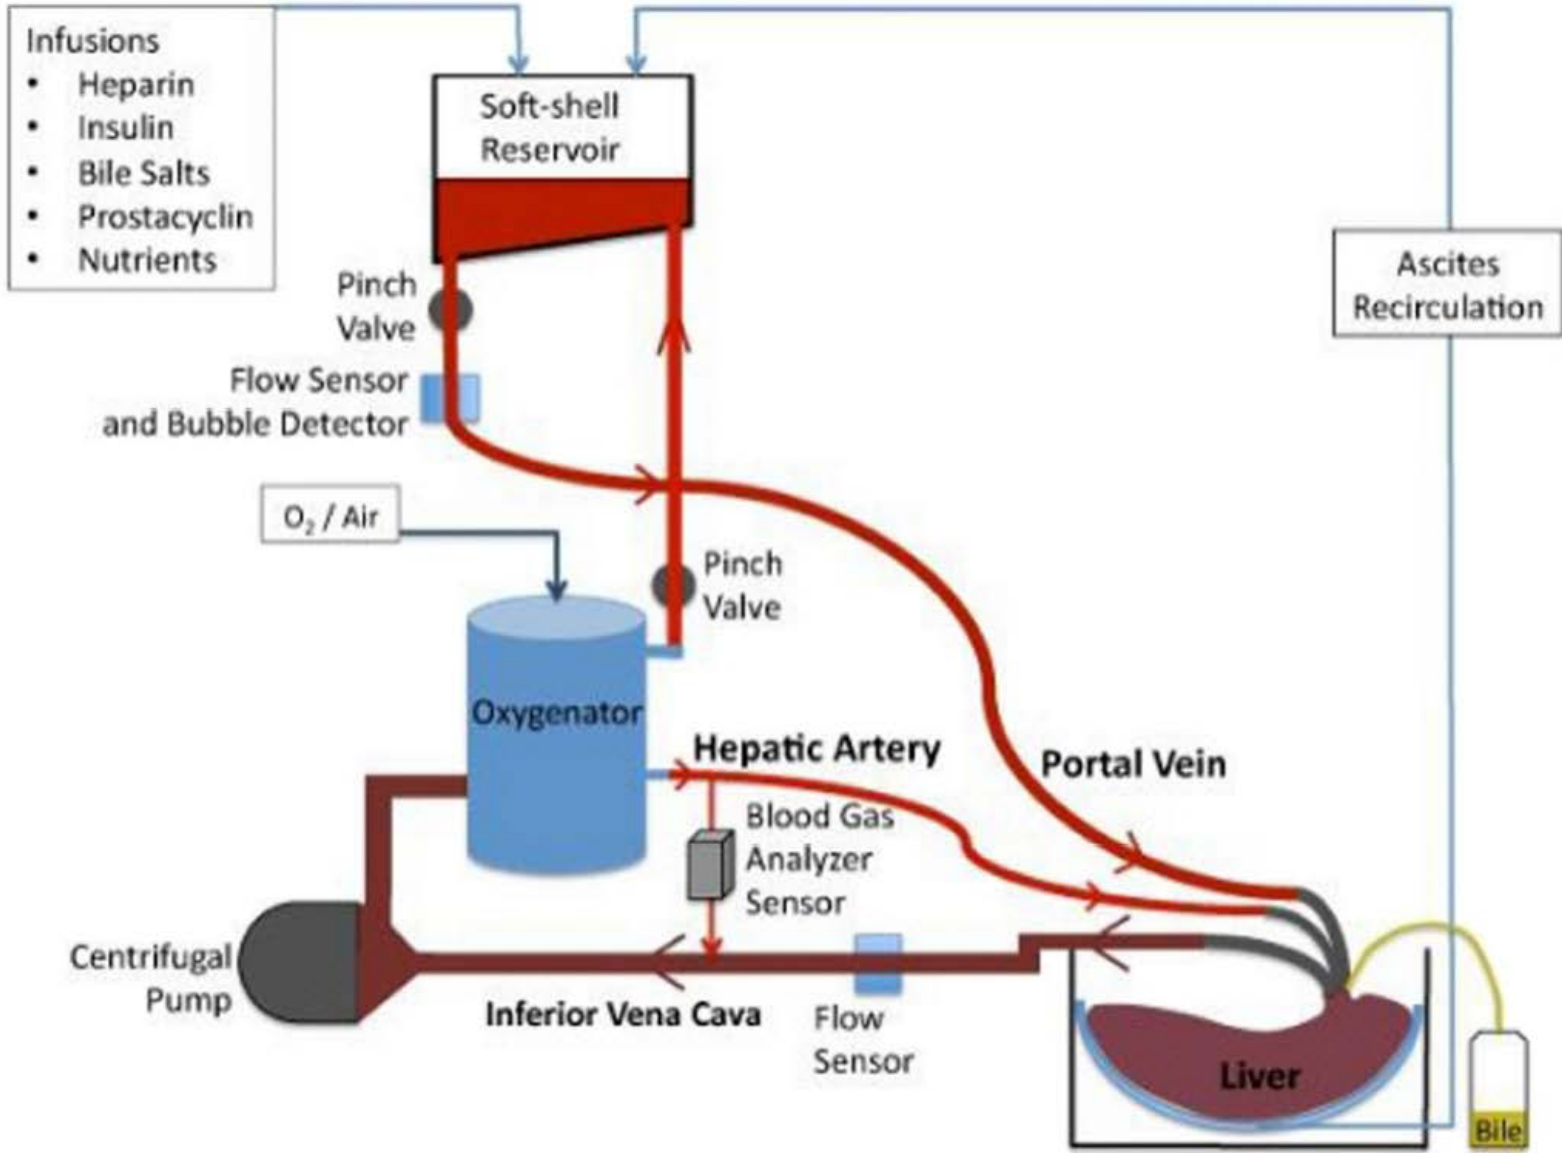 Infusions
• Heparin
• Insulin
• Bile Salts
• Prostacyclin
• Nutrients
Soft-shell
Reservoir
Pinch
Valve
Flow Sensor
and Bubble Detector
Ascites
Recirculation
O₂ / Air
Pinch
Valve
Oxygenator
Hepatic Artery
Portal Vein
Blood Gas
Analyzer
Sensor
Centrifugal
Pump
Inferior Vena Cava
Flow
Sensor
Liver
Bile